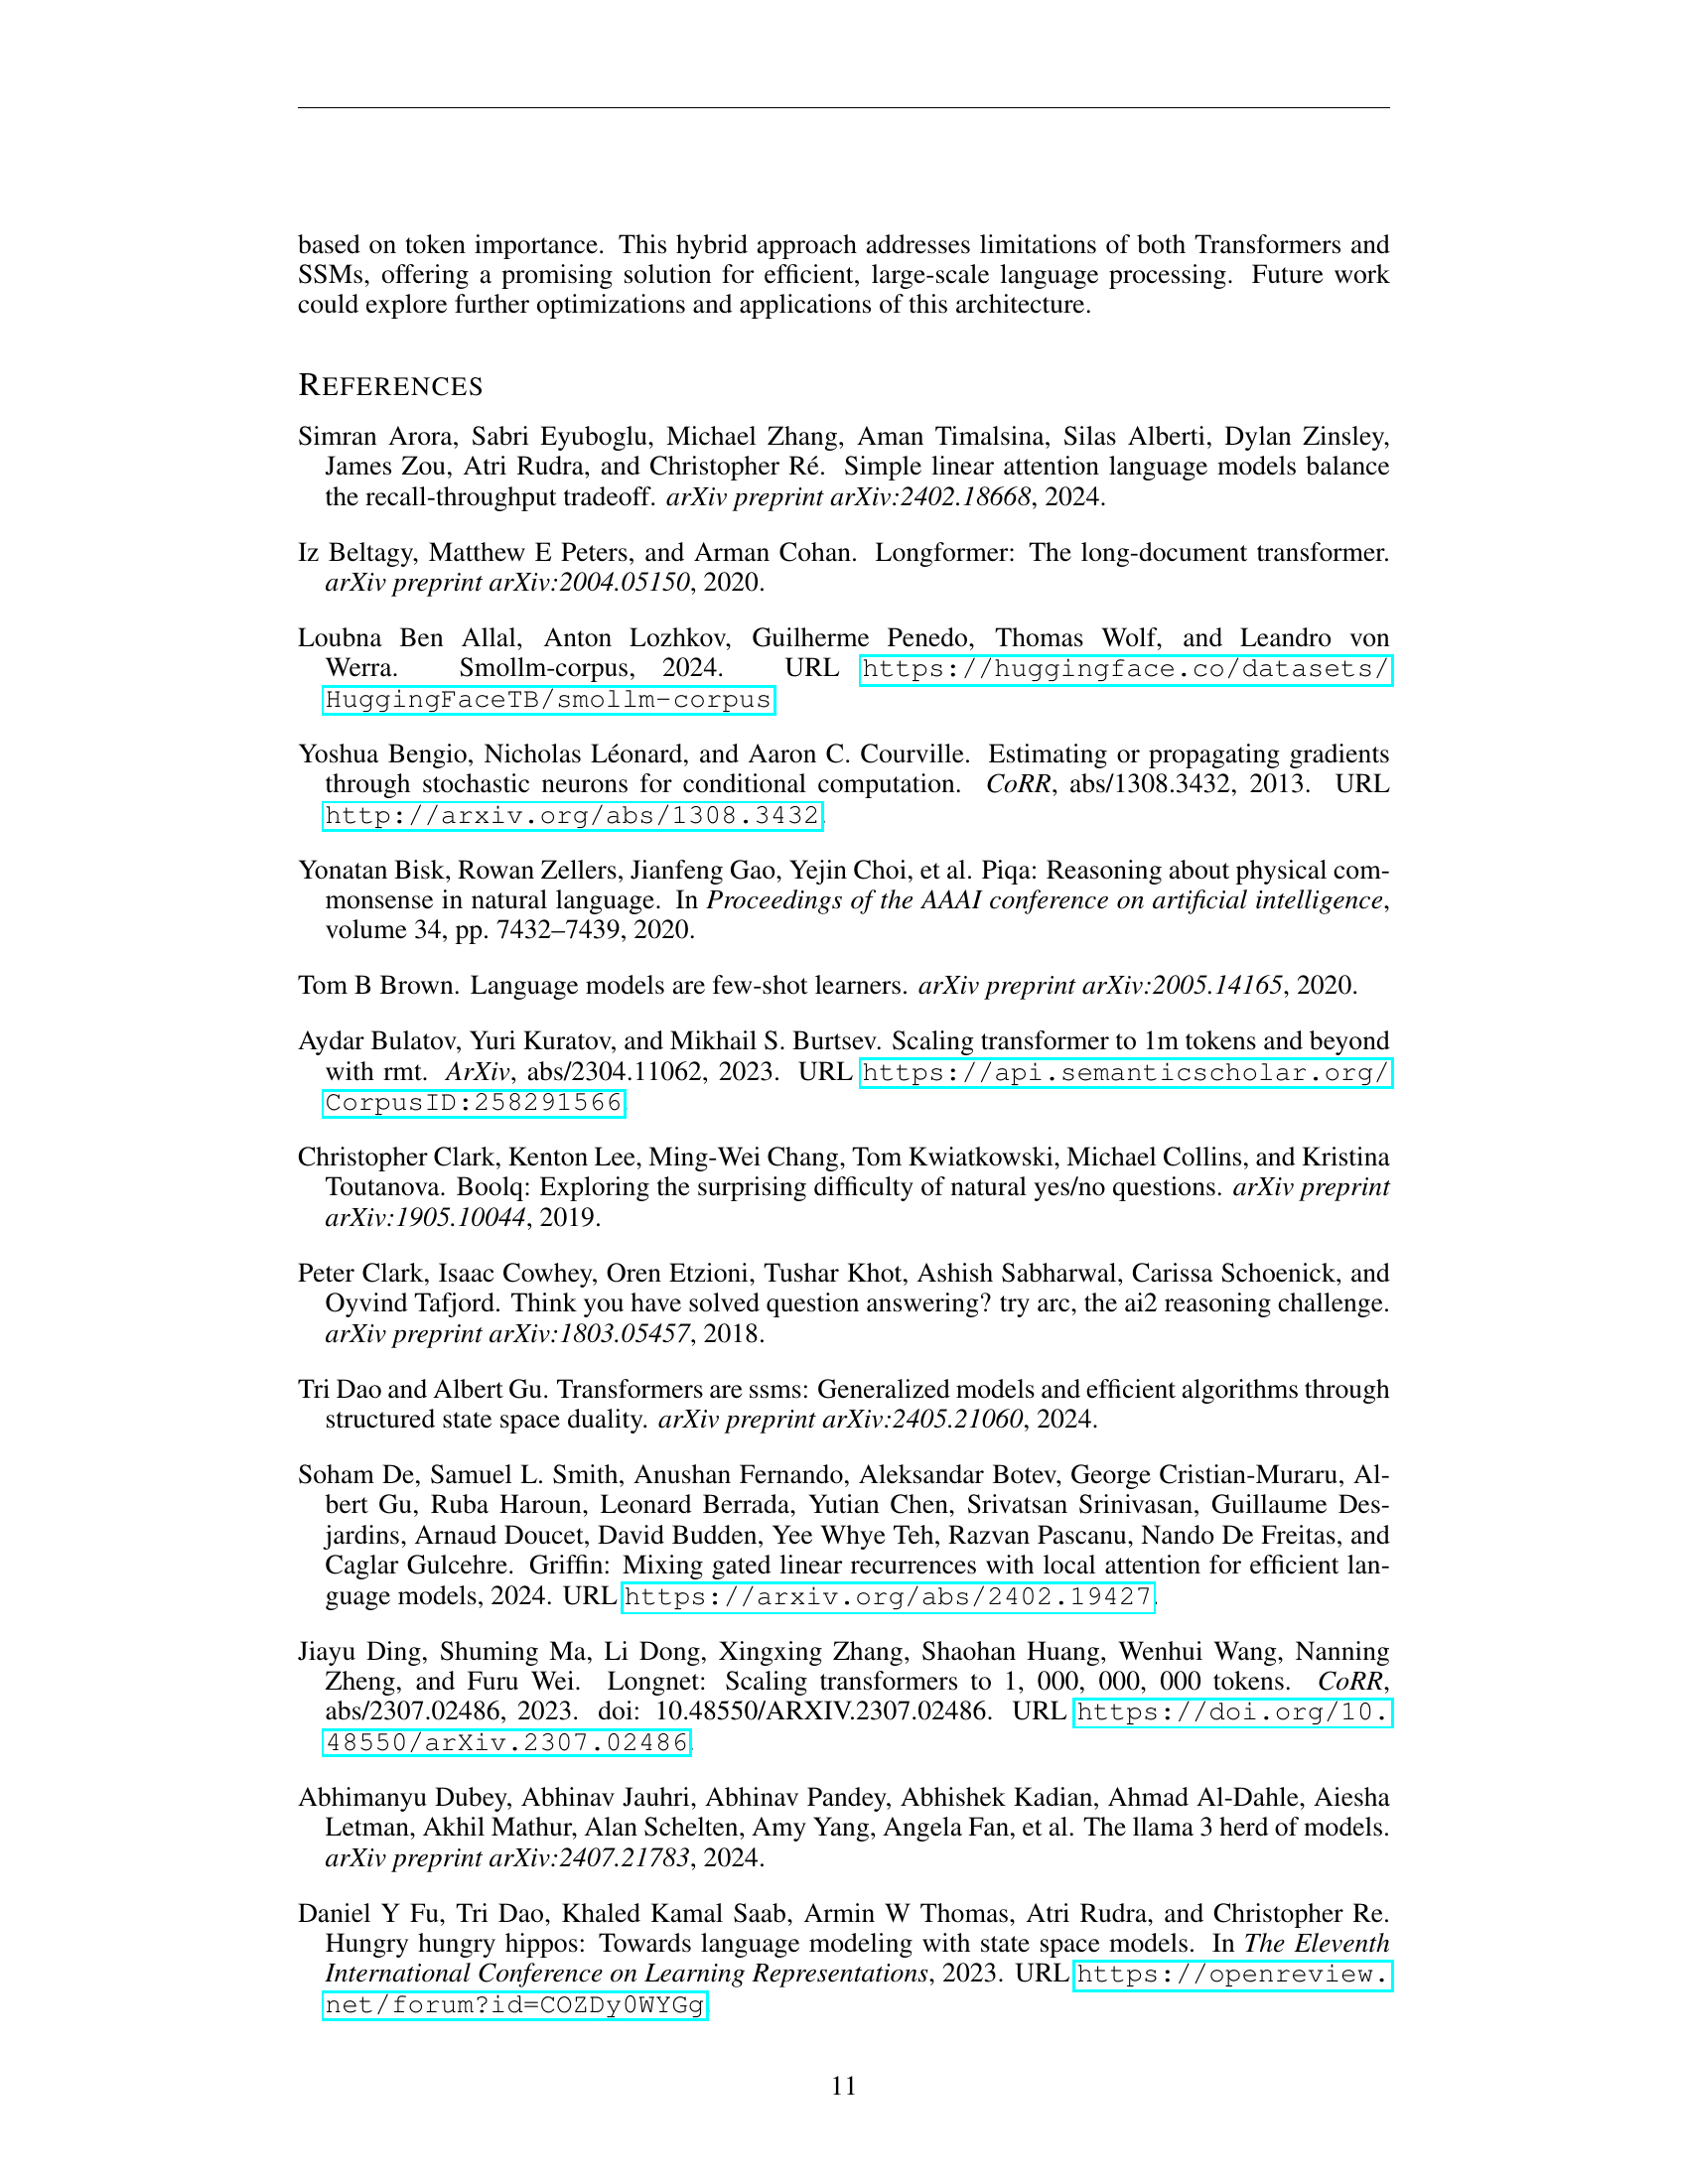 based on token importance. This hybrid approach addresses limitations of both Transformers and
SSMs, offering a promising solution for efficient, large-scale language processing. Future work
could explore further optimizations and applications of this architecture.
REFERENCES
Simran Arora, Sabri Eyuboglu, Michael Zhang, Aman Timalsina, Silas Alberti, Dylan Zinsley,
James Zou, Atri Rudra, and Christopher Ré. Simple linear attention language models balance
the recall-throughput tradeoff. arXiv preprint arXiv:2402.18668, 2024.
Iz Beltagy, Matthew E Peters, and Arman Cohan. Longformer: The long-document transformer.
arXiv preprint arXiv:2004.05150, 2020.
Loubna Ben Allal, Anton Lozhkov, Guilherme Penedo, Thomas Wolf, and Leandro von
Werra. Smollm-corpus, 2024. URL https://huggingface.co/datasets/
HuggingFaceTB/smollm-corpus
Yoshua Bengio, Nicholas Léonard, and Aaron C. Courville. Estimating or propagating gradients
through stochastic neurons for conditional computation. CoRR, abs/1308.3432, 2013. URL
http://arxiv.org/abs/1308.3432.
Yonatan Bisk, Rowan Zellers, Jianfeng Gao, Yejin Choi, et al. Piqa: Reasoning about physical com-
monsense in natural language. In Proceedings of the AAAI conference on artificial intelligence,
volume 34, pp. 7432–7439, 2020.
Tom B Brown. Language models are few-shot learners. arXiv preprint arXiv:2005.14165, 2020.
Aydar Bulatov, Yuri Kuratov, and Mikhail S. Burtsev. Scaling transformer to 1m tokens and beyond
with rmt. ArXiv, abs/2304.11062, 2023. URL https://api.semanticscholar.org/
CorpusID:258291566
Christopher Clark, Kenton Lee, Ming-Wei Chang, Tom Kwiatkowski, Michael Collins, and Kristina
Toutanova. Boolq: Exploring the surprising difficulty of natural yes/no questions. arXiv preprint
arXiv:1905.10044, 2019.
Peter Clark, Isaac Cowhey, Oren Etzioni, Tushar Khot, Ashish Sabharwal, Carissa Schoenick, and
Oyvind Tafjord. Think you have solved question answering? try arc, the ai2 reasoning challenge.
arXiv preprint arXiv:1803.05457, 2018.
Tri Dao and Albert Gu. Transformers are ssms: Generalized models and efficient algorithms through
structured state space duality. arXiv preprint arXiv:2405.21060, 2024.
Soham De, Samuel L. Smith, Anushan Fernando, Aleksandar Botev, George Cristian-Muraru, Al-
bert Gu, Ruba Haroun, Leonard Berrada, Yutian Chen, Srivatsan Srinivasan, Guillaume Des-
jardins, Arnaud Doucet, David Budden, Yee Whye Teh, Razvan Pascanu, Nando De Freitas, and
Caglar Gulcehre. Griffin: Mixing gated linear recurrences with local attention for efficient lan-
guage models, 2024. URL https://arxiv.org/abs/2402.19427.
Jiayu Ding, Shuming Ma, Li Dong, Xingxing Zhang, Shaohan Huang, Wenhui Wang, Nanning
Zheng, and Furu Wei. Longnet: Scaling transformers to 1, 000, 000, 000 tokens. CoRR,
abs/2307.02486, 2023. doi: 10.48550/ARXIV.2307.02486. URL https://doi.org/10.
48550/arXiv.2307.02486.
Abhimanyu Dubey, Abhinav Jauhri, Abhinav Pandey, Abhishek Kadian, Ahmad Al-Dahle, Aiesha
Letman, Akhil Mathur, Alan Schelten, Amy Yang, Angela Fan, et al. The llama 3 herd of models.
arXiv preprint arXiv:2407.21783, 2024.
Daniel Y Fu, Tri Dao, Khaled Kamal Saab, Armin W Thomas, Atri Rudra, and Christopher Re.
Hungry hungry hippos: Towards language modeling with state space models. In The Eleventh
International Conference on Learning Representations, 2023. URL https://openreview.
net/forum?id=COZDy0WYGg
11